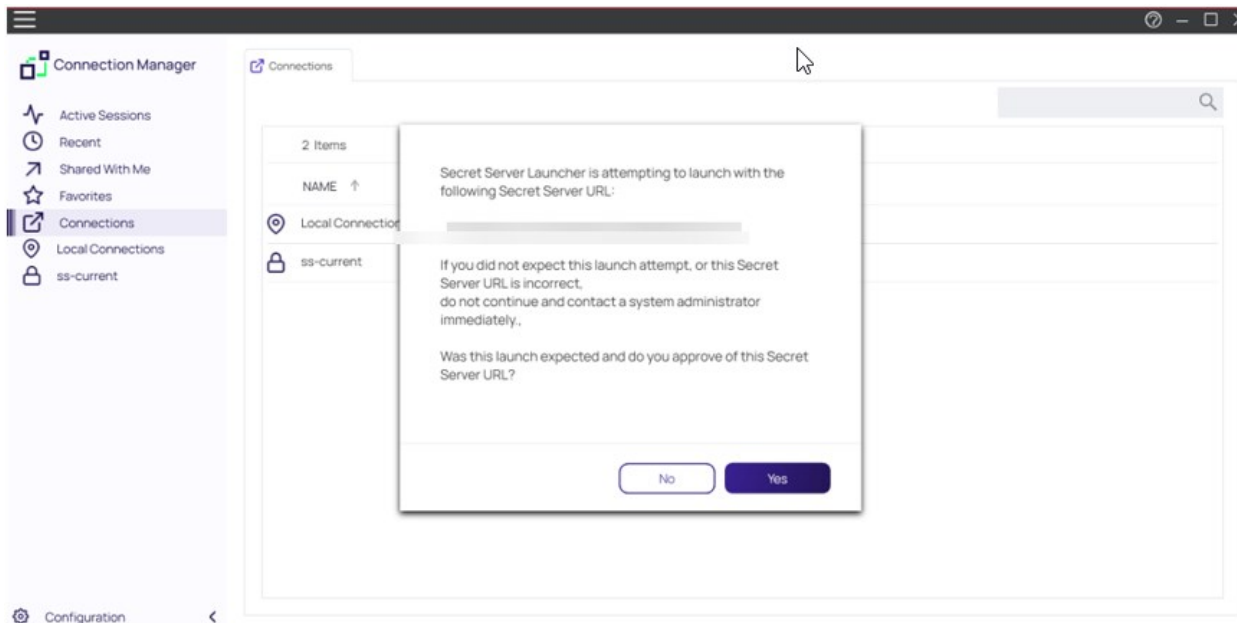 Connection Manager
Active Sessions
Recent
Shared With Me
Favorites
Connections
Local Connections
ss-current
Configuration
Connections
2 Items
NAME
Local Connection
ss-current
Secret Server Launcher is attempting to launch with the
following Secret Server URL:
If you did not expect this launch attempt, or this Secret
Server URL is incorrect,
do not continue and contact a system administrator
immediately.,
Was this launch expected and do you approve of this Secret
Server URL?
No
Yes